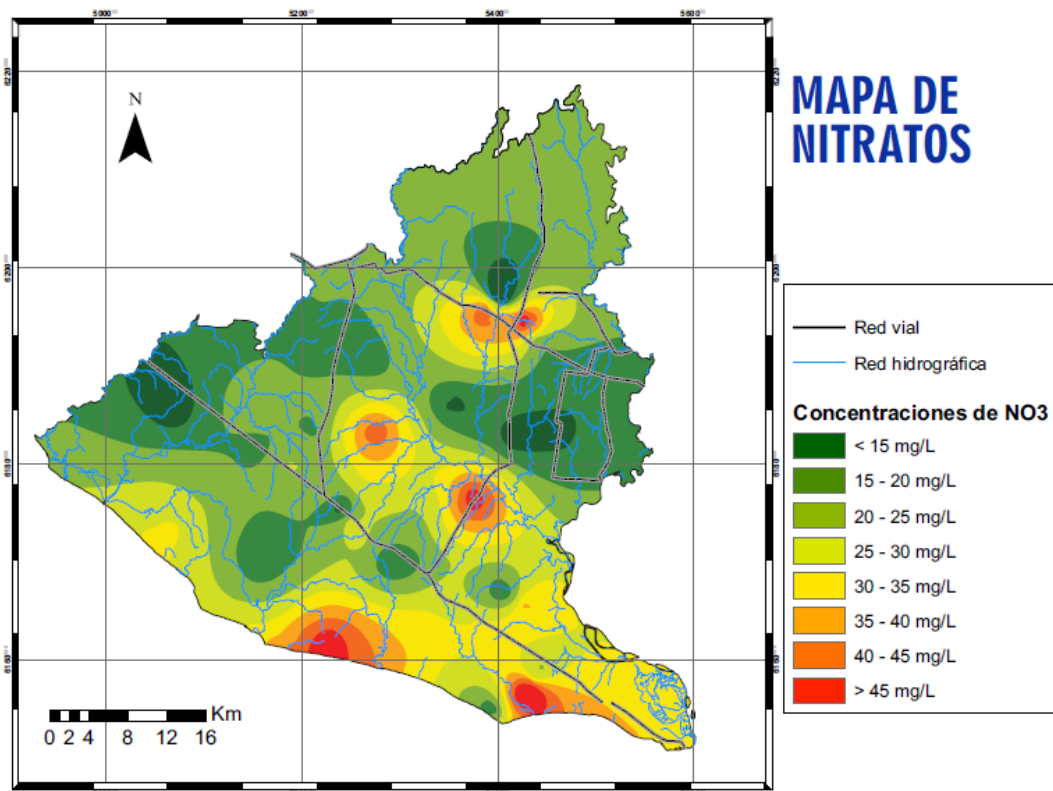 MAPA DE
NITRATOS
N
Red vial
Red hidrográfica
Concentraciones de NO3
< 15 mg/L
15 - 20 mg/L
20 - 25 mg/L
25 - 30 mg/L
30 - 35 mg/L
35 - 40 mg/L
40 - 45 mg/L
> 45 mg/L
Km
0 2 4 8 12 16